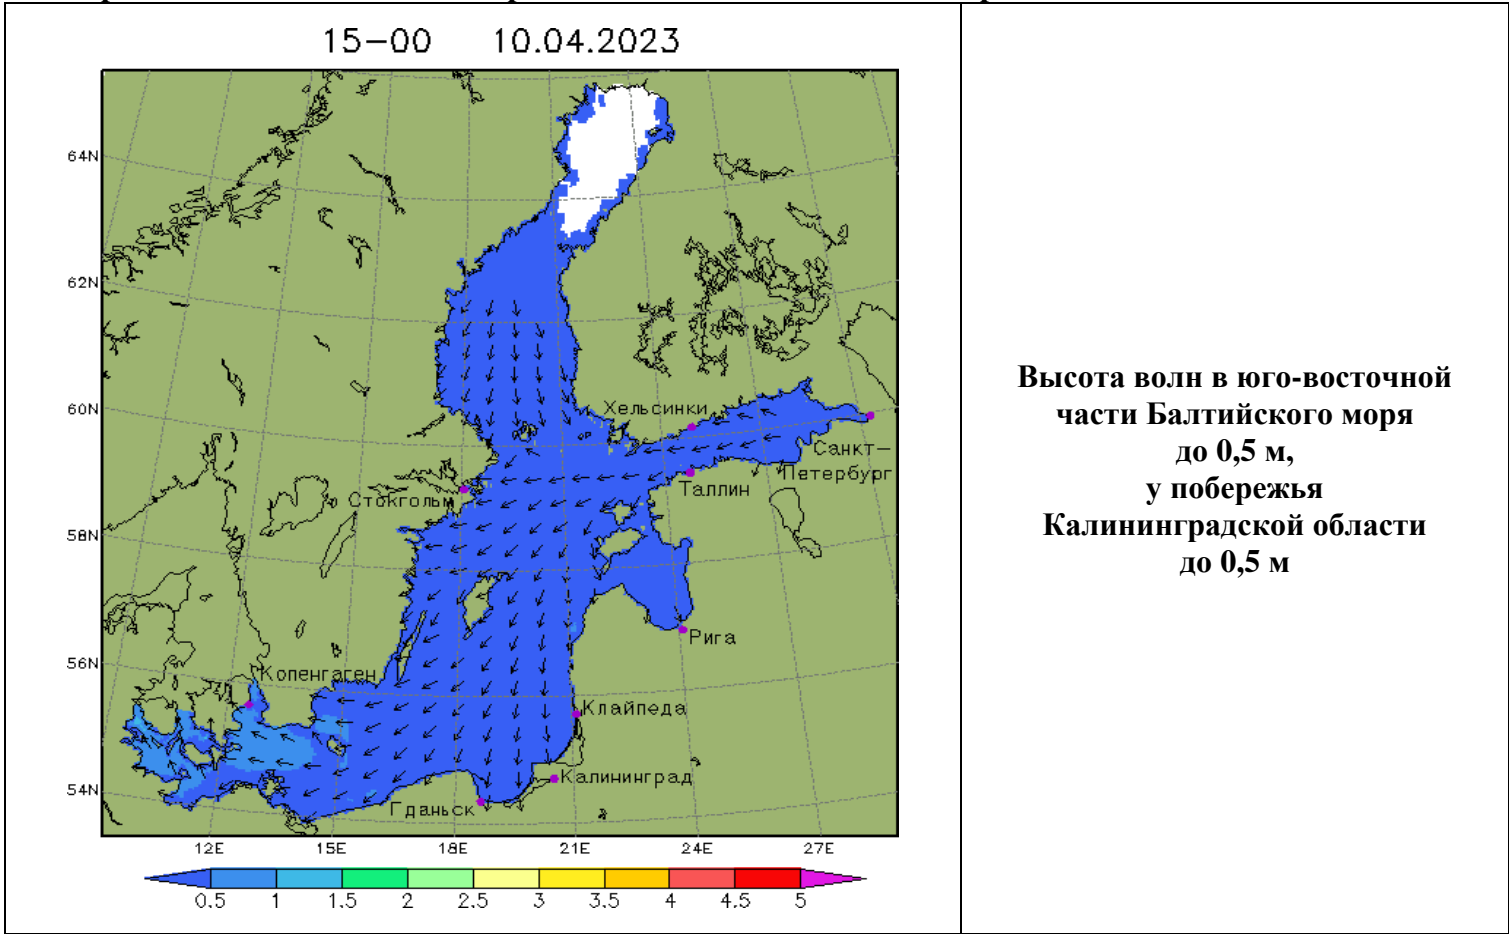 15-00 10.04.2023
64N
62N
60N
58N
56N
54N
Хельсинки
Санкт-
Петербург
Таллин
Стокгольм
Рига
Копенгаген
Клайпеда
Калининград
Гданьск
12E 15E 18E 21E 24E 27E
0.5 1 1.5 2 2.5 3 3.5 4 4.5 5
Высота волн в юго-восточной
части Балтийского моря
до 0,5 м,
у побережья
Калининградской области
до 0,5 м